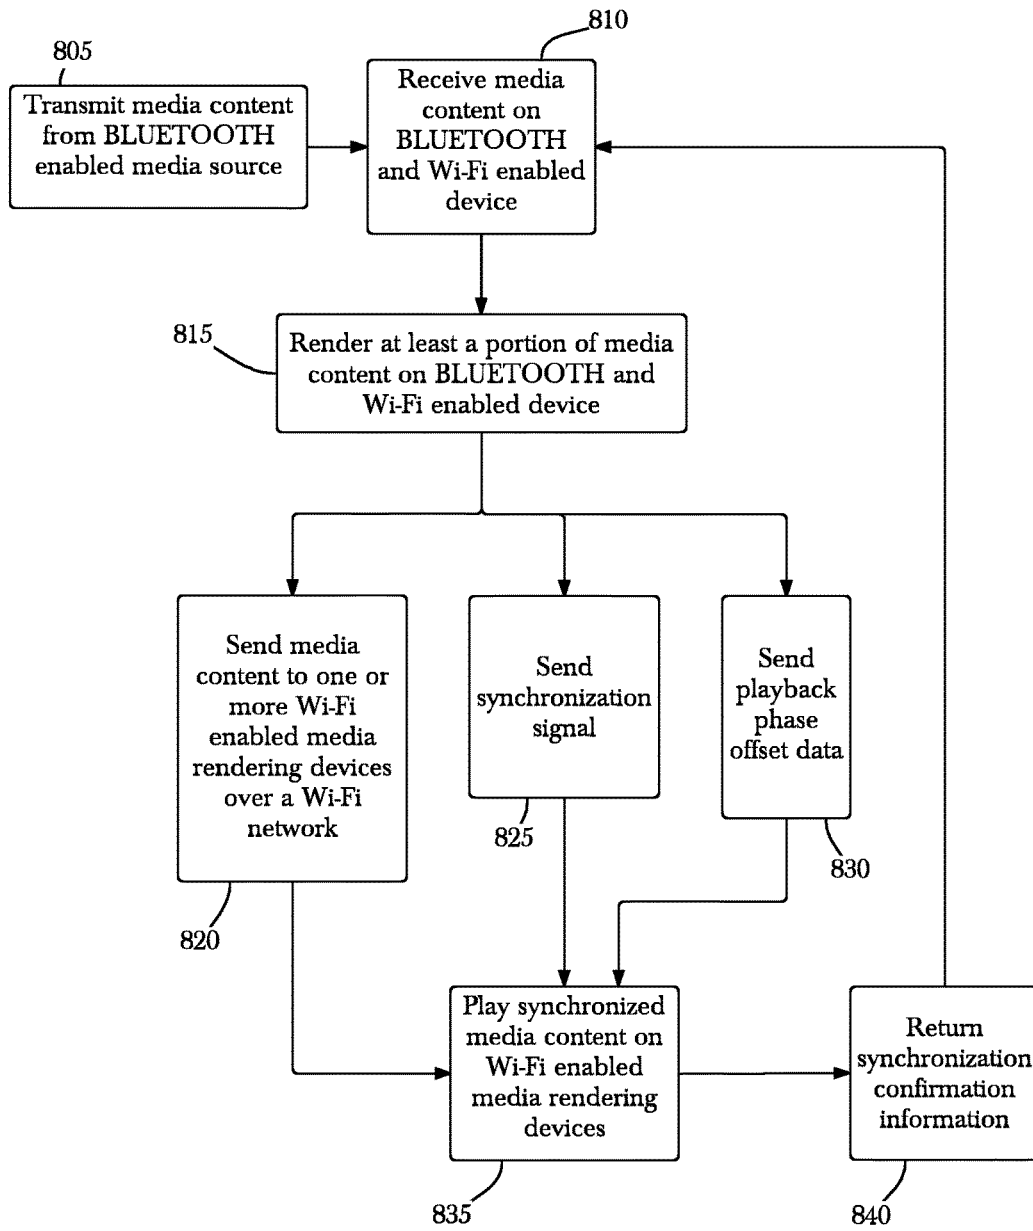 810
805
Transmit media content
from BLUETOOTH
enabled media source
Receive media
content on
BLUETOOTH
and Wi-Fi enabled
device
815
Render at least a portion of media
content on BLUETOOTH and
Wi-Fi enabled device
Send media
content to one or
more Wi-Fi
enabled media
rendering devices
over a Wi-Fi
network
820
Send
synchronization
signal
825
Send
playback
phase
offset data
830
Play synchronized
media content on
Wi-Fi enabled
media rendering
devices
835
Return
synchronization
confirmation
information
840